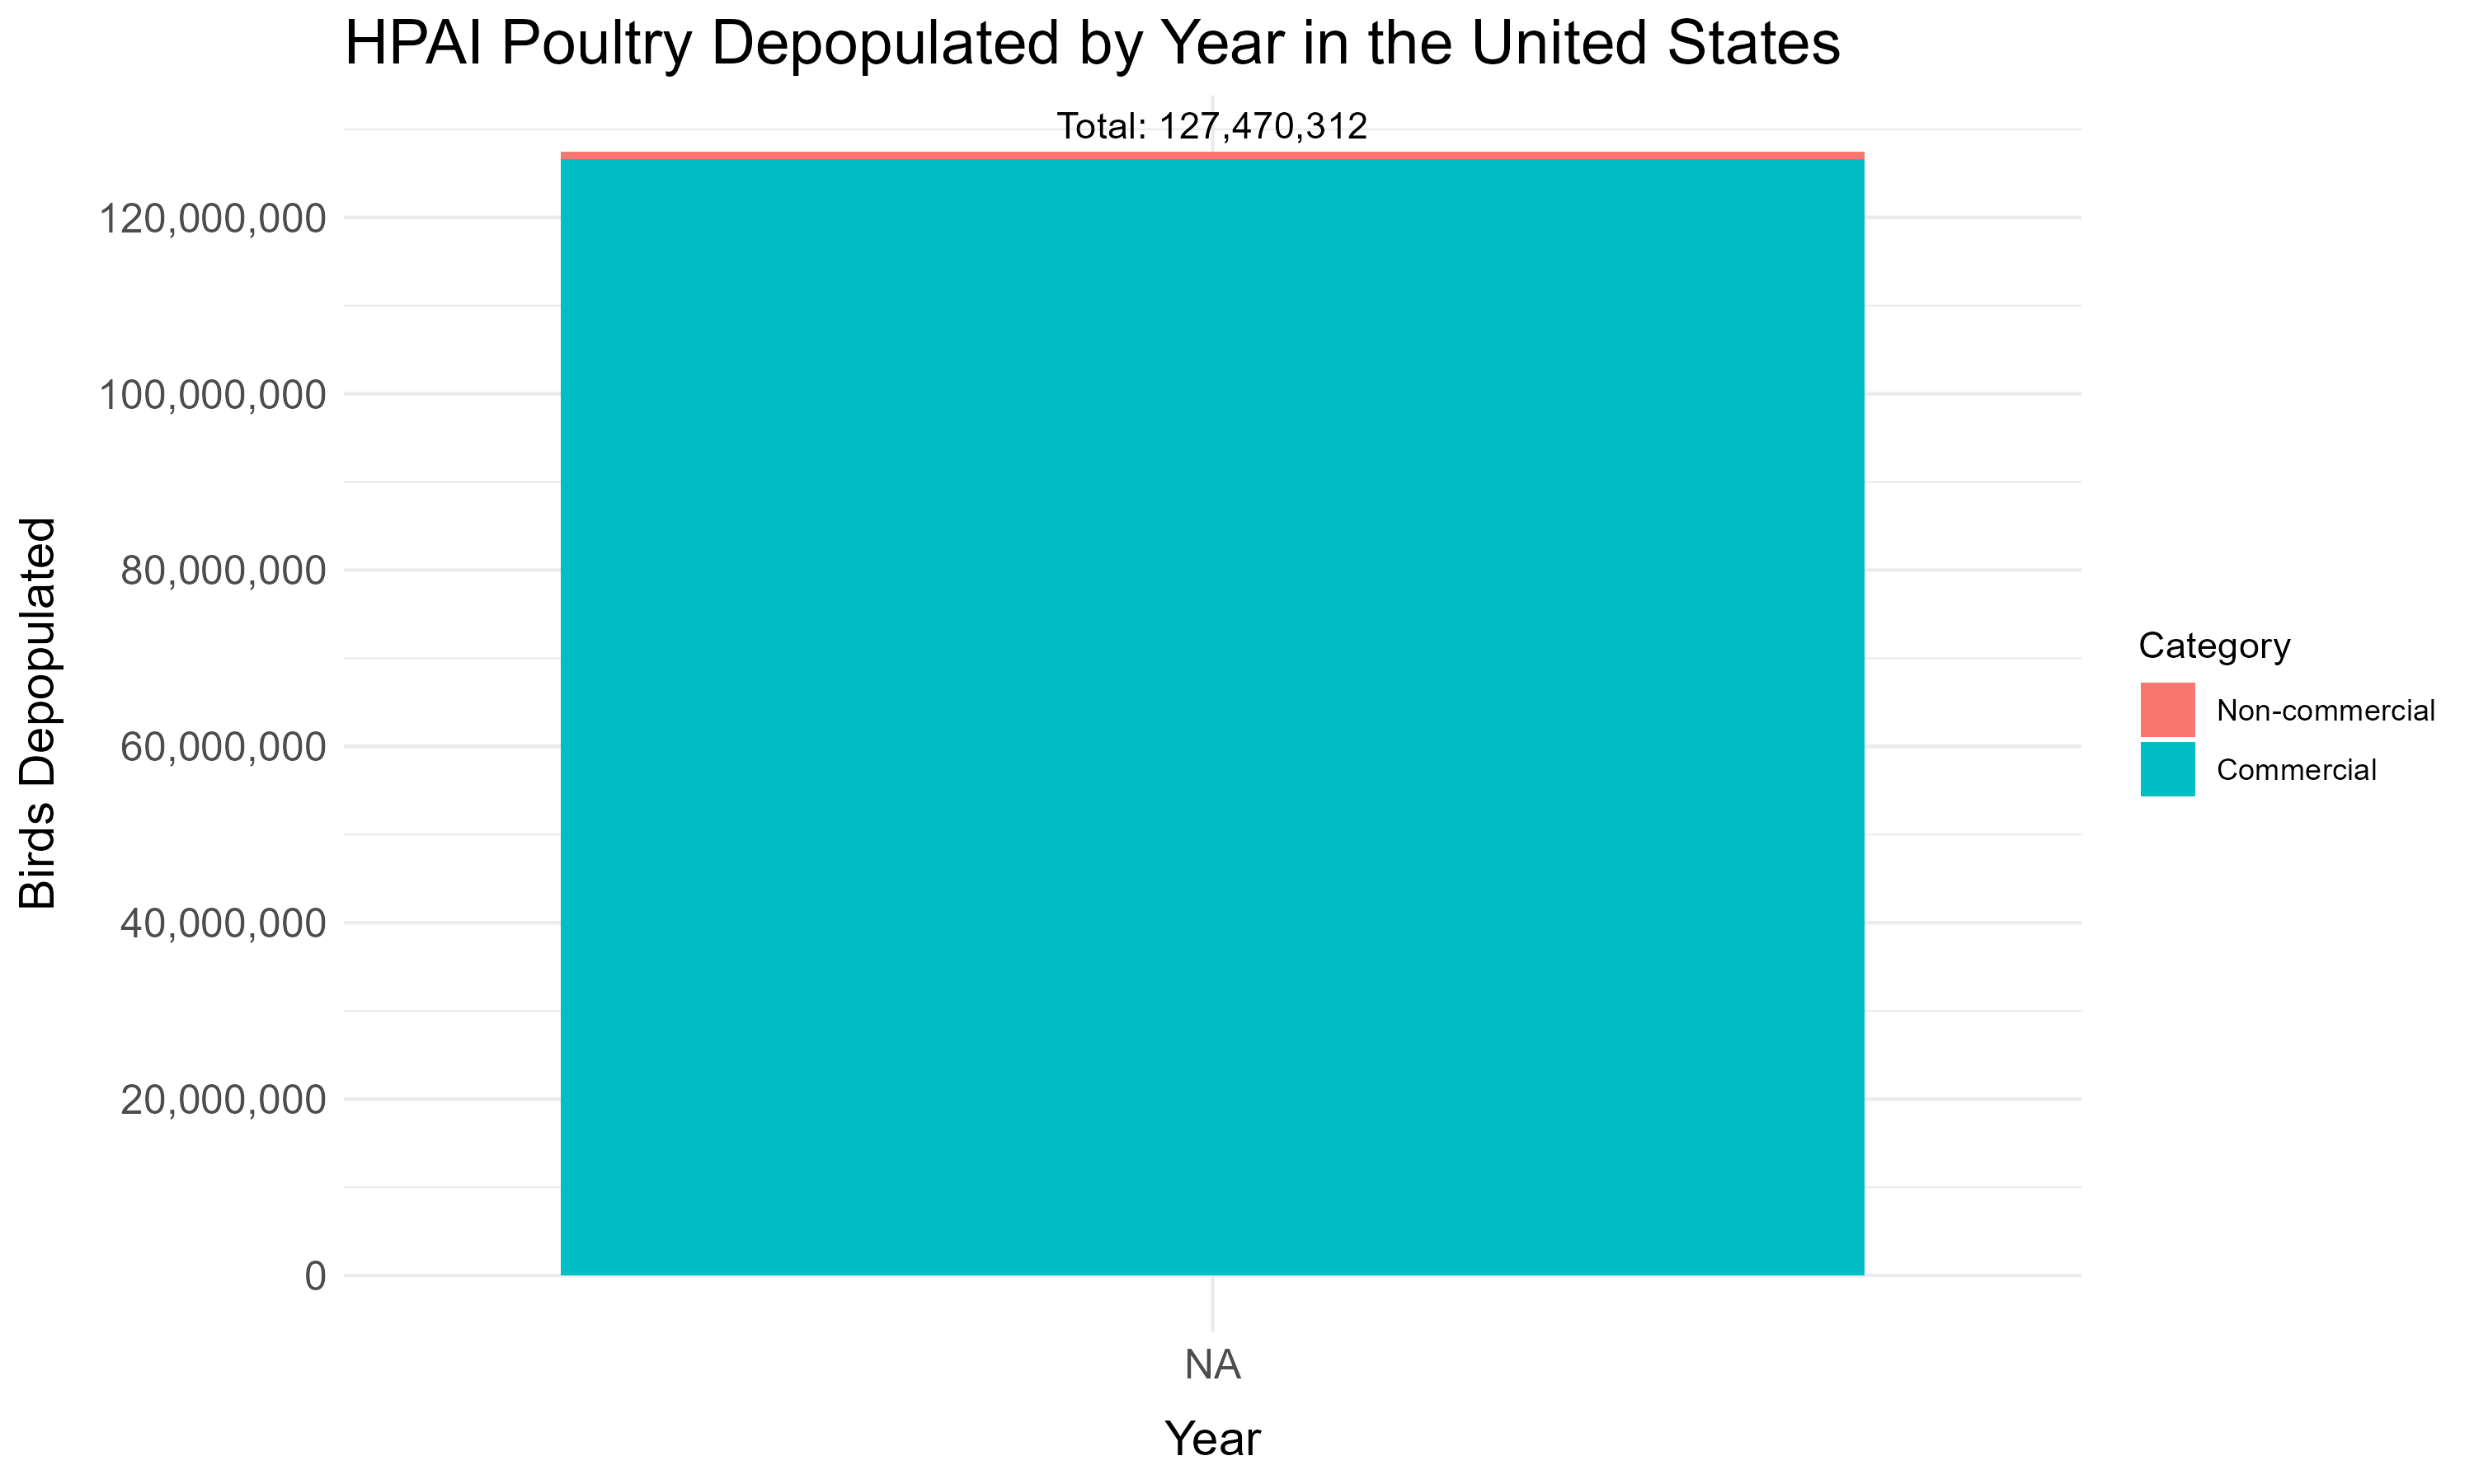 HPAI Poultry Depopulated by Year in the United States
Total: 127,470,312
120,000,000
100,000,000
80,000,000
60,000,000
40,000,000
20,000,000
0
Birds Depopulated
NA
Year
Category
Non-commercial
Commercial